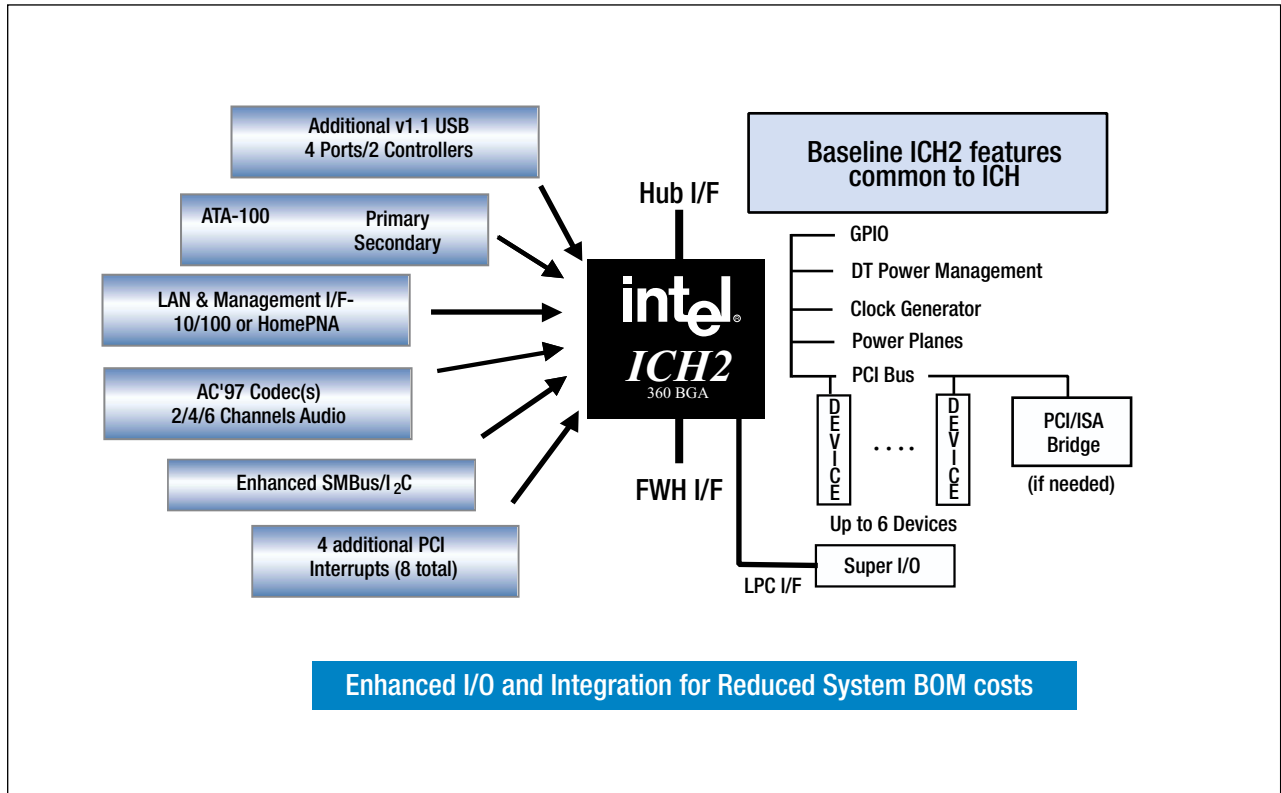 Additional v1.1 USB
4 Ports/2 Controllers
ATA-100 Primary
Secondary
LAN & Management I/F-
10/100 or HomePNA
AC'97 Codec(s)
2/4/6 Channels Audio
Enhanced SMBus/I2C
4 additional PCI
Interrupts (8 total)
Hub I/F
intel®
ICH2
360 BGA
FWH I/F
LPC I/F
Baseline ICH2 features
common to ICH
GPIO
DT Power Management
Clock Generator
Power Planes
PCI Bus
DEVICE
....
DEVICE
PCI/ISA
Bridge
(if needed)
Up to 6 Devices
Super I/O
Enhanced I/O and Integration for Reduced System BOM costs